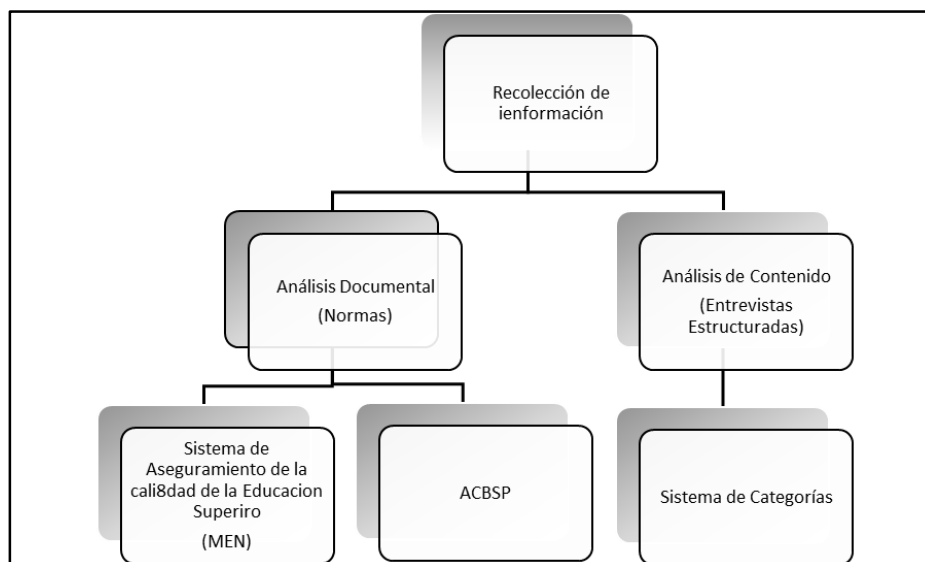 Recolección de
ienformación
Análisis Documental
(Normas)
Análisis de Contenido
(Entrevistas
Estructuradas)
Sistema de
Aseguramiento de la
cali8dad de la Educacion
Superiro
(MEN)
ACBSP
Sistema de Categorías